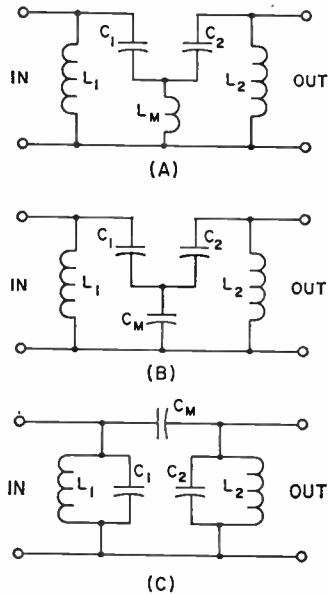 C1 C2
IN L1 L2 OUT
LM
(A)
C1 C2
IN L1 L2 OUT
CM
(B)
CM
IN L1 C1 C2 L2 OUT
(C)